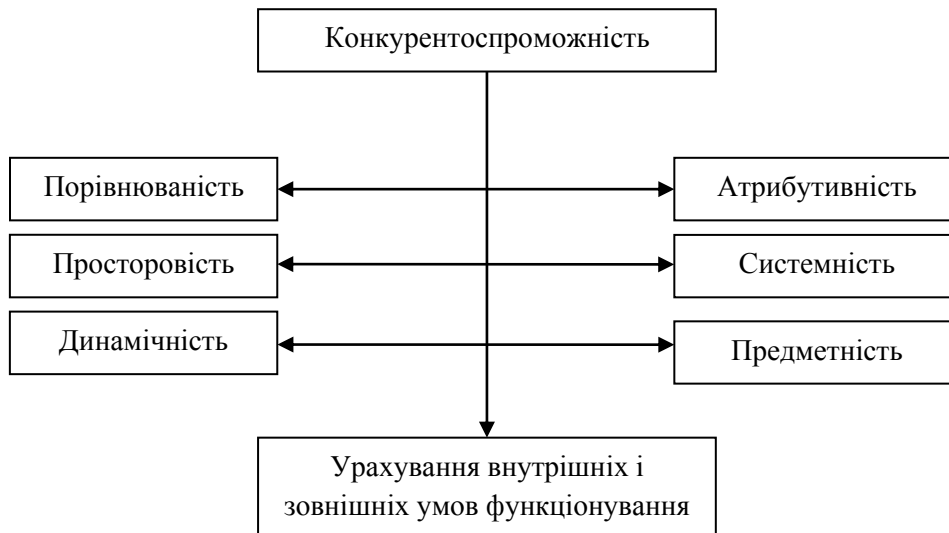 Конкурентоспроможність
Порівнюваність
Атрибутивність
Просторовість
Системність
Динамічність
Предметність
Урахування внутрішніх і
зовнішніх умов функціонування